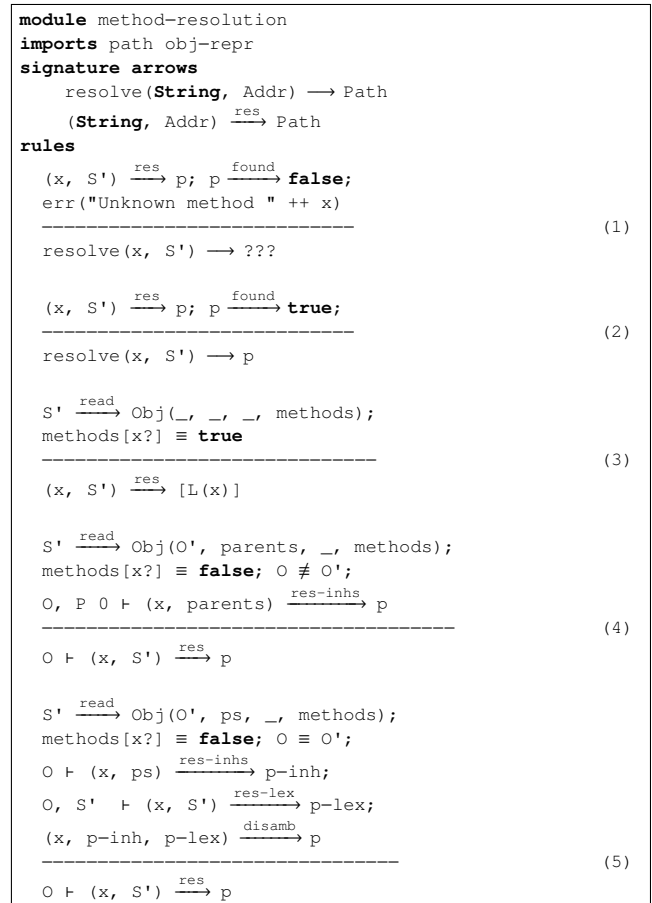 module method−resolution
imports path obj−repr
signature arrows
resolve(String, Addr) ⟶ Path
(String, Addr) res⟶ Path
rules
(x, S') res⟶ p; p found⟶ false;
err("Unknown method " ++ x)
−−−−−−−−−−−−−−−−−−−−−−−−−−−− (1)
resolve(x, S') ⟶ ???
(x, S') res⟶ p; p found⟶ true;
−−−−−−−−−−−−−−−−−−−−−−−−−−−− (2)
resolve(x, S') ⟶ p
S' read⟶ Obj(_, _, _, methods);
methods[x?] ≡ true
−−−−−−−−−−−−−−−−−−−−−−−−−−−−−− (3)
(x, S') res⟶ [L(x)]
S' read⟶ Obj(O', parents, _, methods);
methods[x?] ≡ false; O ≢ O';
O, P 0 ⊢ (x, parents) res-inhs⟶ p
−−−−−−−−−−−−−−−−−−−−−−−−−−−−−−−−−−−−− (4)
O ⊢ (x, S') res⟶ p
S' read⟶ Obj(O', ps, _, methods);
methods[x?] ≡ false; O ≡ O';
O ⊢ (x, ps) res-inhs⟶ p−inh;
O, S' ⊢ (x, S') res-lex⟶ p−lex;
(x, p−inh, p−lex) disamb⟶ p
−−−−−−−−−−−−−−−−−−−−−−−−−−−−−−−− (5)
O ⊢ (x, S') res⟶ p